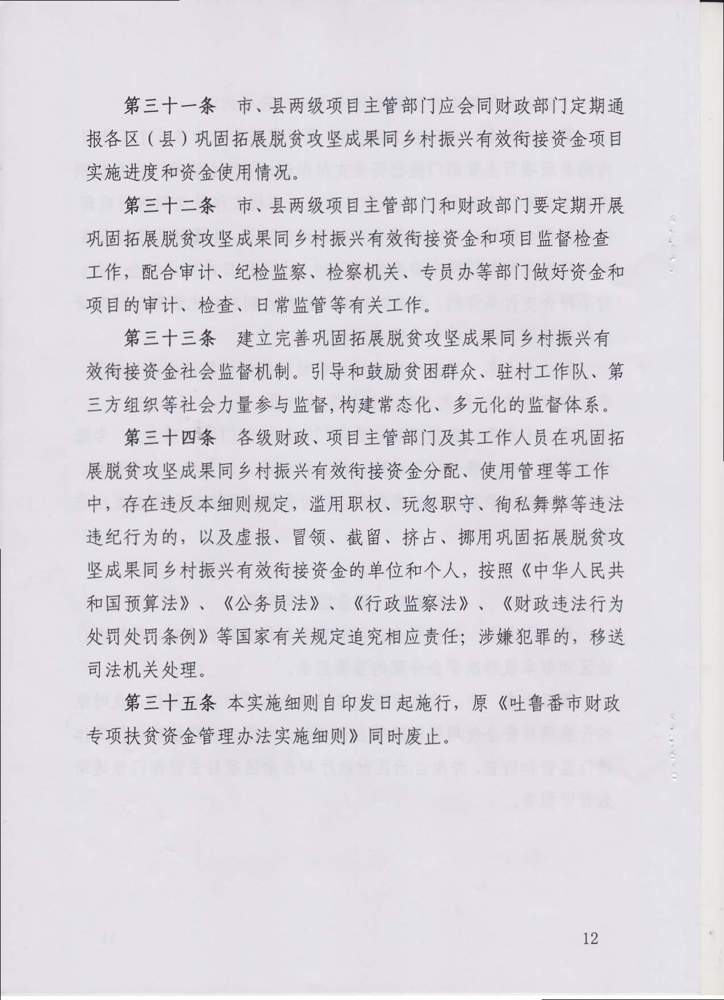 第三十一条　市、县两级项目主管部门应会同财政部门定期通
报各区（县）巩固拓展脱贫攻坚成果同乡村振兴有效衔接资金项目
实施进度和资金使用情况。
第三十二条　市、县两级项目主管部门和财政部门要定期开展
巩固拓展脱贫攻坚成果同乡村振兴有效衔接资金和项目监督检查
工作，配合审计、纪检监察、检察机关、专员办等部门做好资金和
项目的审计、检查、日常监管等有关工作。
第三十三条　建立完善巩固拓展脱贫攻坚成果同乡村振兴有
效衔接资金社会监督机制。引导和鼓励贫困群众、驻村工作队、第
三方组织等社会力量参与监督，构建常态化、多元化的监督体系。
第三十四条　各级财政、项目主管部门及其工作人员在巩固拓
展脱贫攻坚成果同乡村振兴有效衔接资金分配、使用管理等工作
中，存在违反本细则规定，滥用职权、玩忽职守、徇私舞弊等违法
违纪行为的，以及虚报、冒领、截留、挤占、挪用巩固拓展脱贫攻
坚成果同乡村振兴有效衔接资金的单位和个人，按照《中华人民共
和国预算法》、《公务员法》、《行政监察法》、《财政违法行为
处罚处罚条例》等国家有关规定追究相应责任；涉嫌犯罪的，移送
司法机关处理。
第三十五条 本实施细则自印发日起施行，原《吐鲁番市财政
专项扶贫资金管理办法实施细则》同时废止。
12